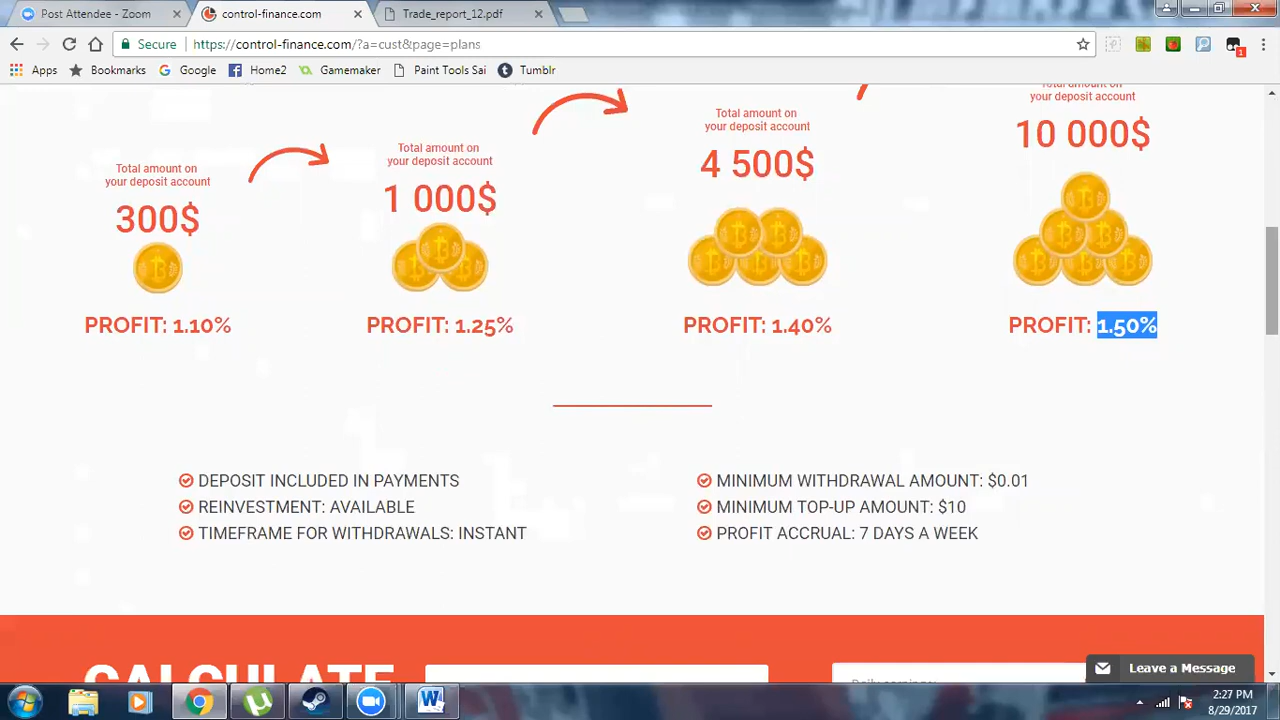 Post Attendee - Zoom
control-finance.com
Trade_report_12.pdf
Secure
https://control-finance.com/?a=cust&page=plans
Apps
Bookmarks
Google
Home2
Gamemaker
Paint Tools Sai
Tumblr
1
Total amount on
your deposit account
300$
PROFIT: 1.10%
Total amount on
your deposit account
1 000$
PROFIT: 1.25%
Total amount on
your deposit account
4 500$
PROFIT: 1.40%
Total amount on
your deposit account
10 000$
PROFIT: 1.50%
DEPOSIT INCLUDED IN PAYMENTS
REINVESTMENT: AVAILABLE
TIMEFRAME FOR WITHDRAWALS: INSTANT
MINIMUM WITHDRAWAL AMOUNT: $0.01
MINIMUM TOP-UP AMOUNT: $10
PROFIT ACCRUAL: 7 DAYS A WEEK
CALCULATE
Daily earnings:
Leave a Message
2:27 PM
8/29/2017